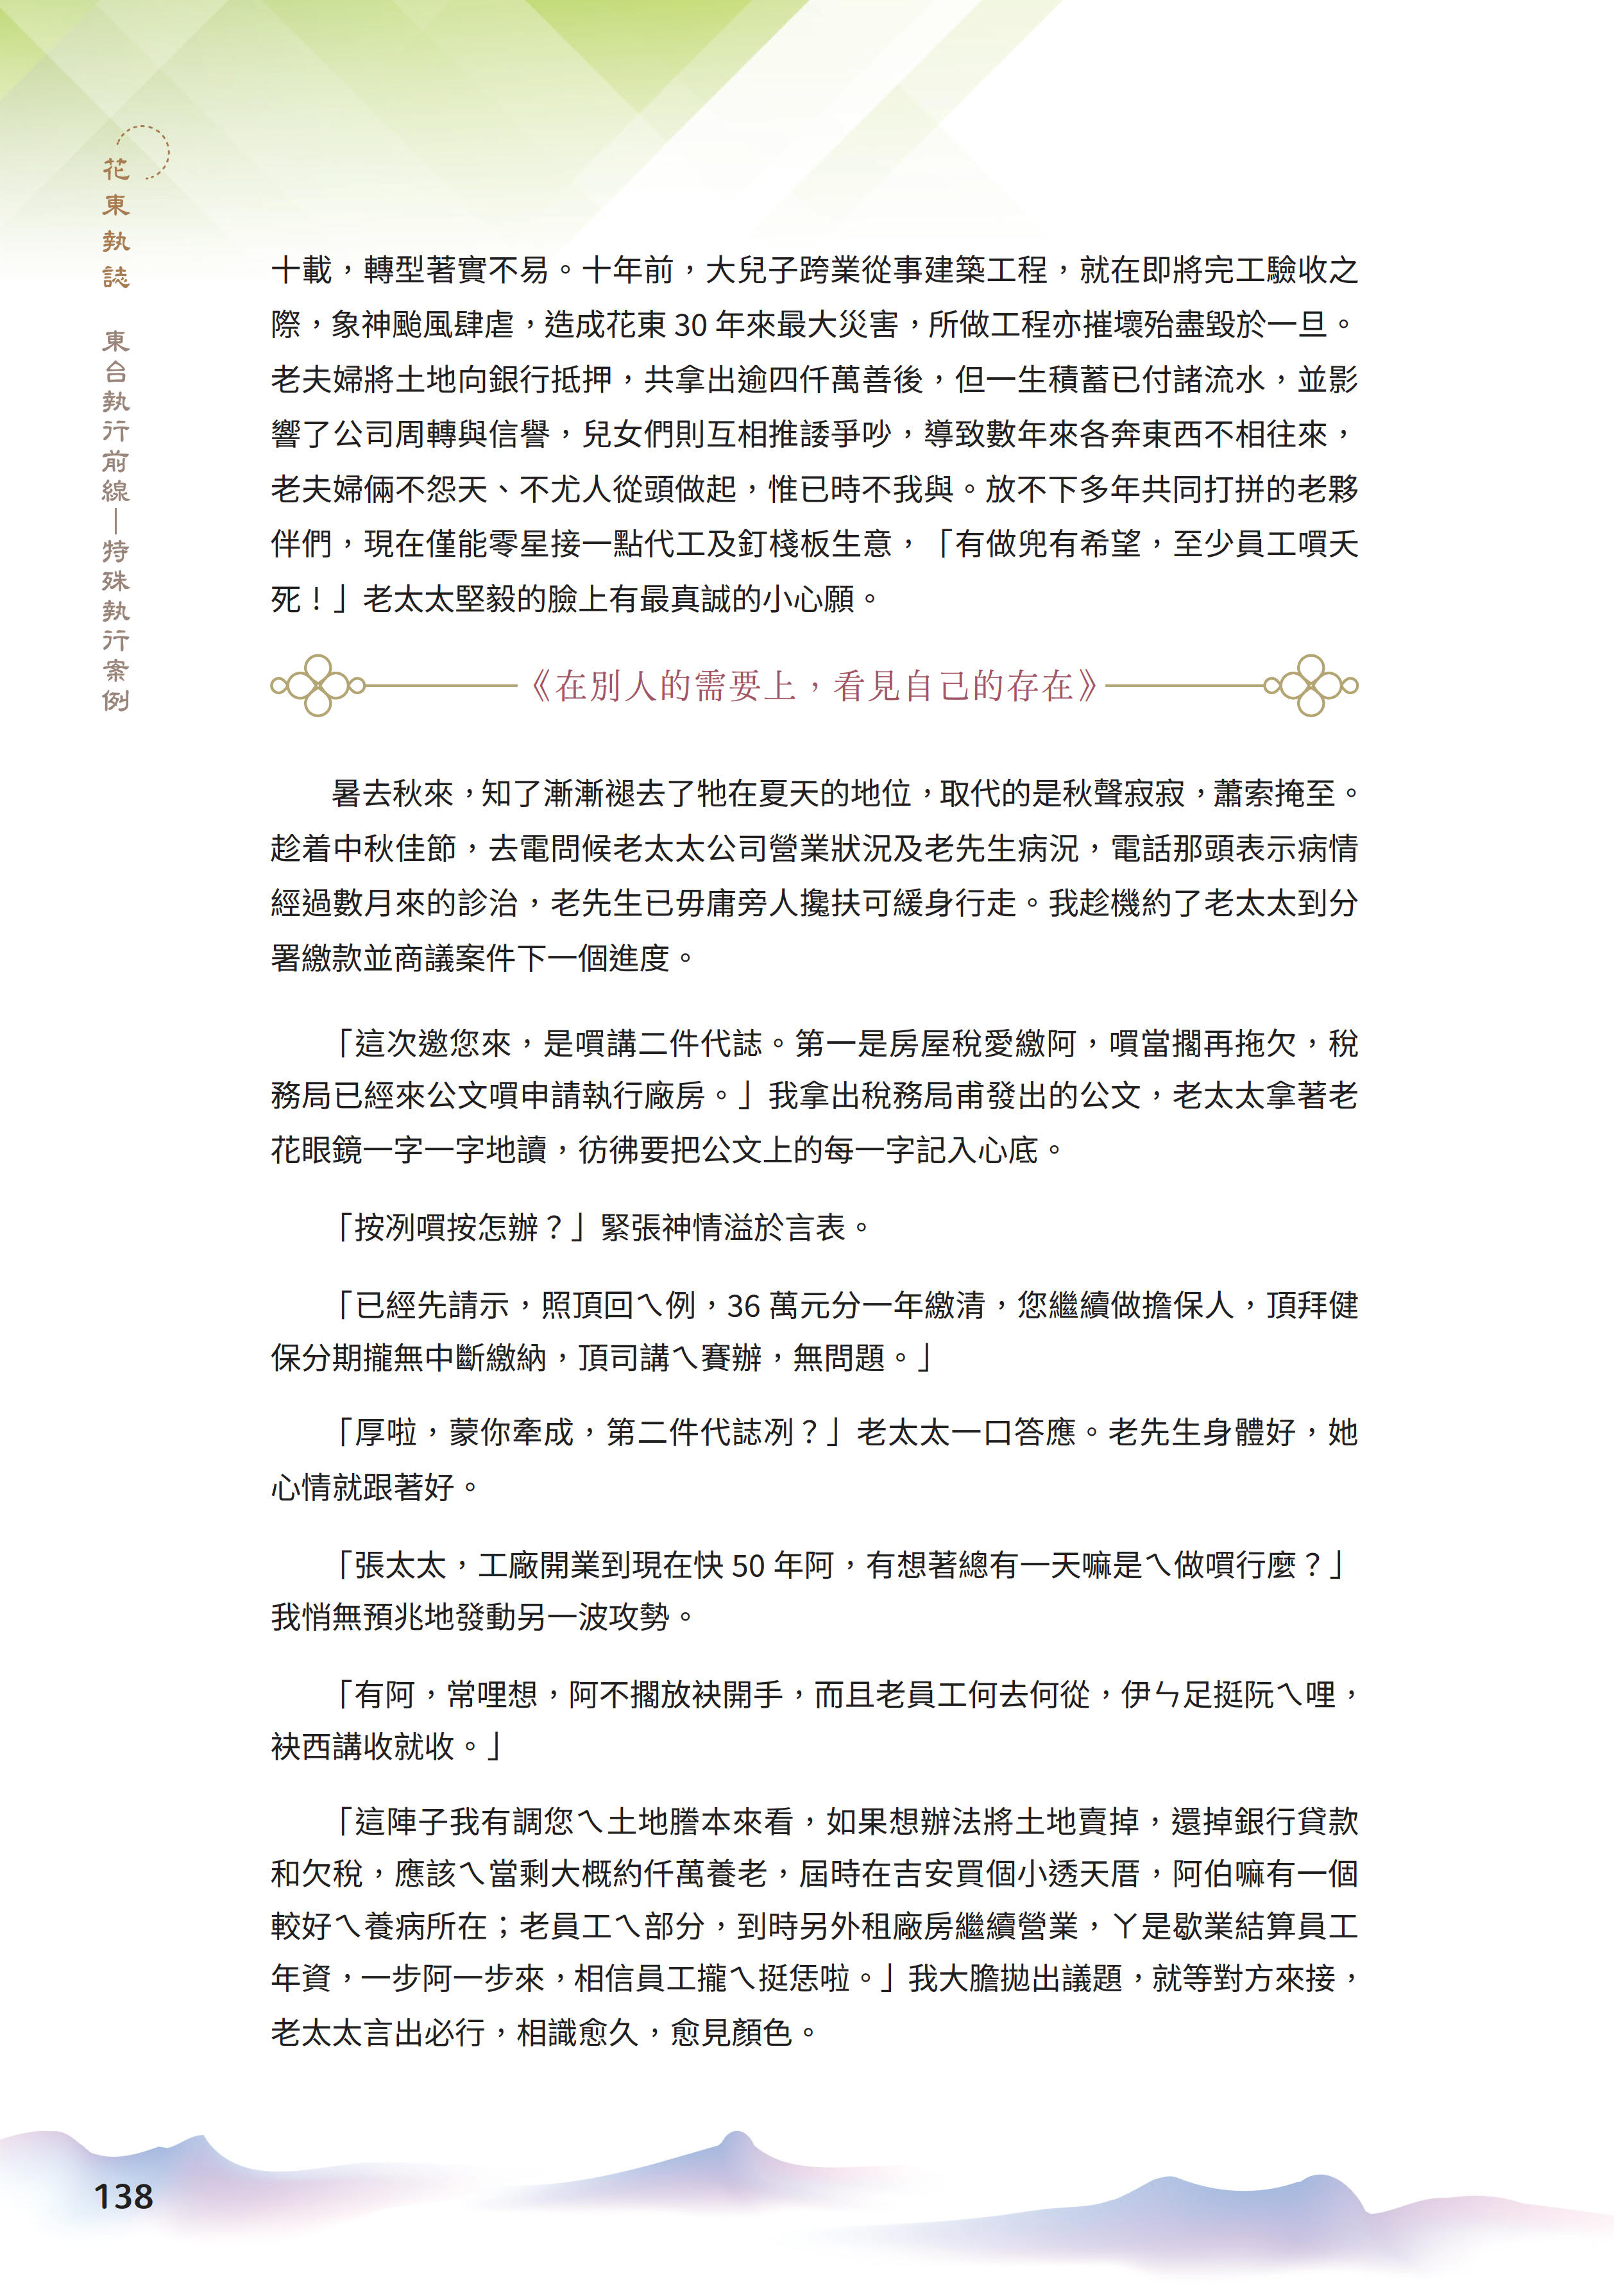 花東執誌
東台執行前線—特殊執行案例
十載，轉型著實不易。十年前，大兒子跨業從事建築工程，就在即將完工驗收之
際，象神颱風肆虐，造成花東 30 年來最大災害，所做工程亦摧壞殆盡毀於一旦。
老夫婦將土地向銀行抵押，共拿出逾四仟萬善後，但一生積蓄已付諸流水，並影
響了公司周轉與信譽，兒女們則互相推諉爭吵，導致數年來各奔東西不相往來，
老夫婦倆不怨天、不尤人從頭做起，惟已時不我與。放不下多年共同打拼的老夥
伴們，現在僅能零星接一點代工及釘棧板生意，「有做兜有希望，至少員工嘪夭
死！」老太太堅毅的臉上有最真誠的小心願。
《在別人的需要上，看見自己的存在》
暑去秋來，知了漸漸褪去了牠在夏天的地位，取代的是秋聲寂寂，蕭索掩至。
趁着中秋佳節，去電問候老太太公司營業狀況及老先生病況，電話那頭表示病情
經過數月來的診治，老先生已毋庸旁人攙扶可緩身行走。我趁機約了老太太到分
署繳款並商議案件下一個進度。
「這次邀您來，是嘪講二件代誌。第一是房屋稅愛繳阿，嘪當擱再拖欠，稅
務局已經來公文嘪申請執行廠房。」我拿出稅務局甫發出的公文，老太太拿著老
花眼鏡一字一字地讀，彷彿要把公文上的每一字記入心底。
「按冽嘪按怎辦？」緊張神情溢於言表。
「已經先請示，照頂回ㄟ例，36 萬元分一年繳清，您繼續做擔保人，頂拜健
保分期攏無中斷繳納，頂司講ㄟ賽辦，無問題。」
「厚啦，蒙你牽成，第二件代誌冽？」老太太一口答應。老先生身體好，她
心情就跟著好。
「張太太，工廠開業到現在快 50 年阿，有想著總有一天嘛是ㄟ做嘪行麼？」
我悄無預兆地發動另一波攻勢。
「有阿，常哩想，阿不擱放袂開手，而且老員工何去何從，伊ㄣ足挺阮ㄟ哩，
袂西講收就收。」
「這陣子我有調您ㄟ土地謄本來看，如果想辦法將土地賣掉，還掉銀行貸款
和欠稅，應該ㄟ當剩大概約仟萬養老，屆時在吉安買個小透天厝，阿伯嘛有一個
較好ㄟ養病所在；老員工ㄟ部分，到時另外租廠房繼續營業，ㄚ是歇業結算員工
年資，一步阿一步來，相信員工攏ㄟ挺恁啦。」我大膽拋出議題，就等對方來接，
老太太言出必行，相識愈久，愈見顏色。
138